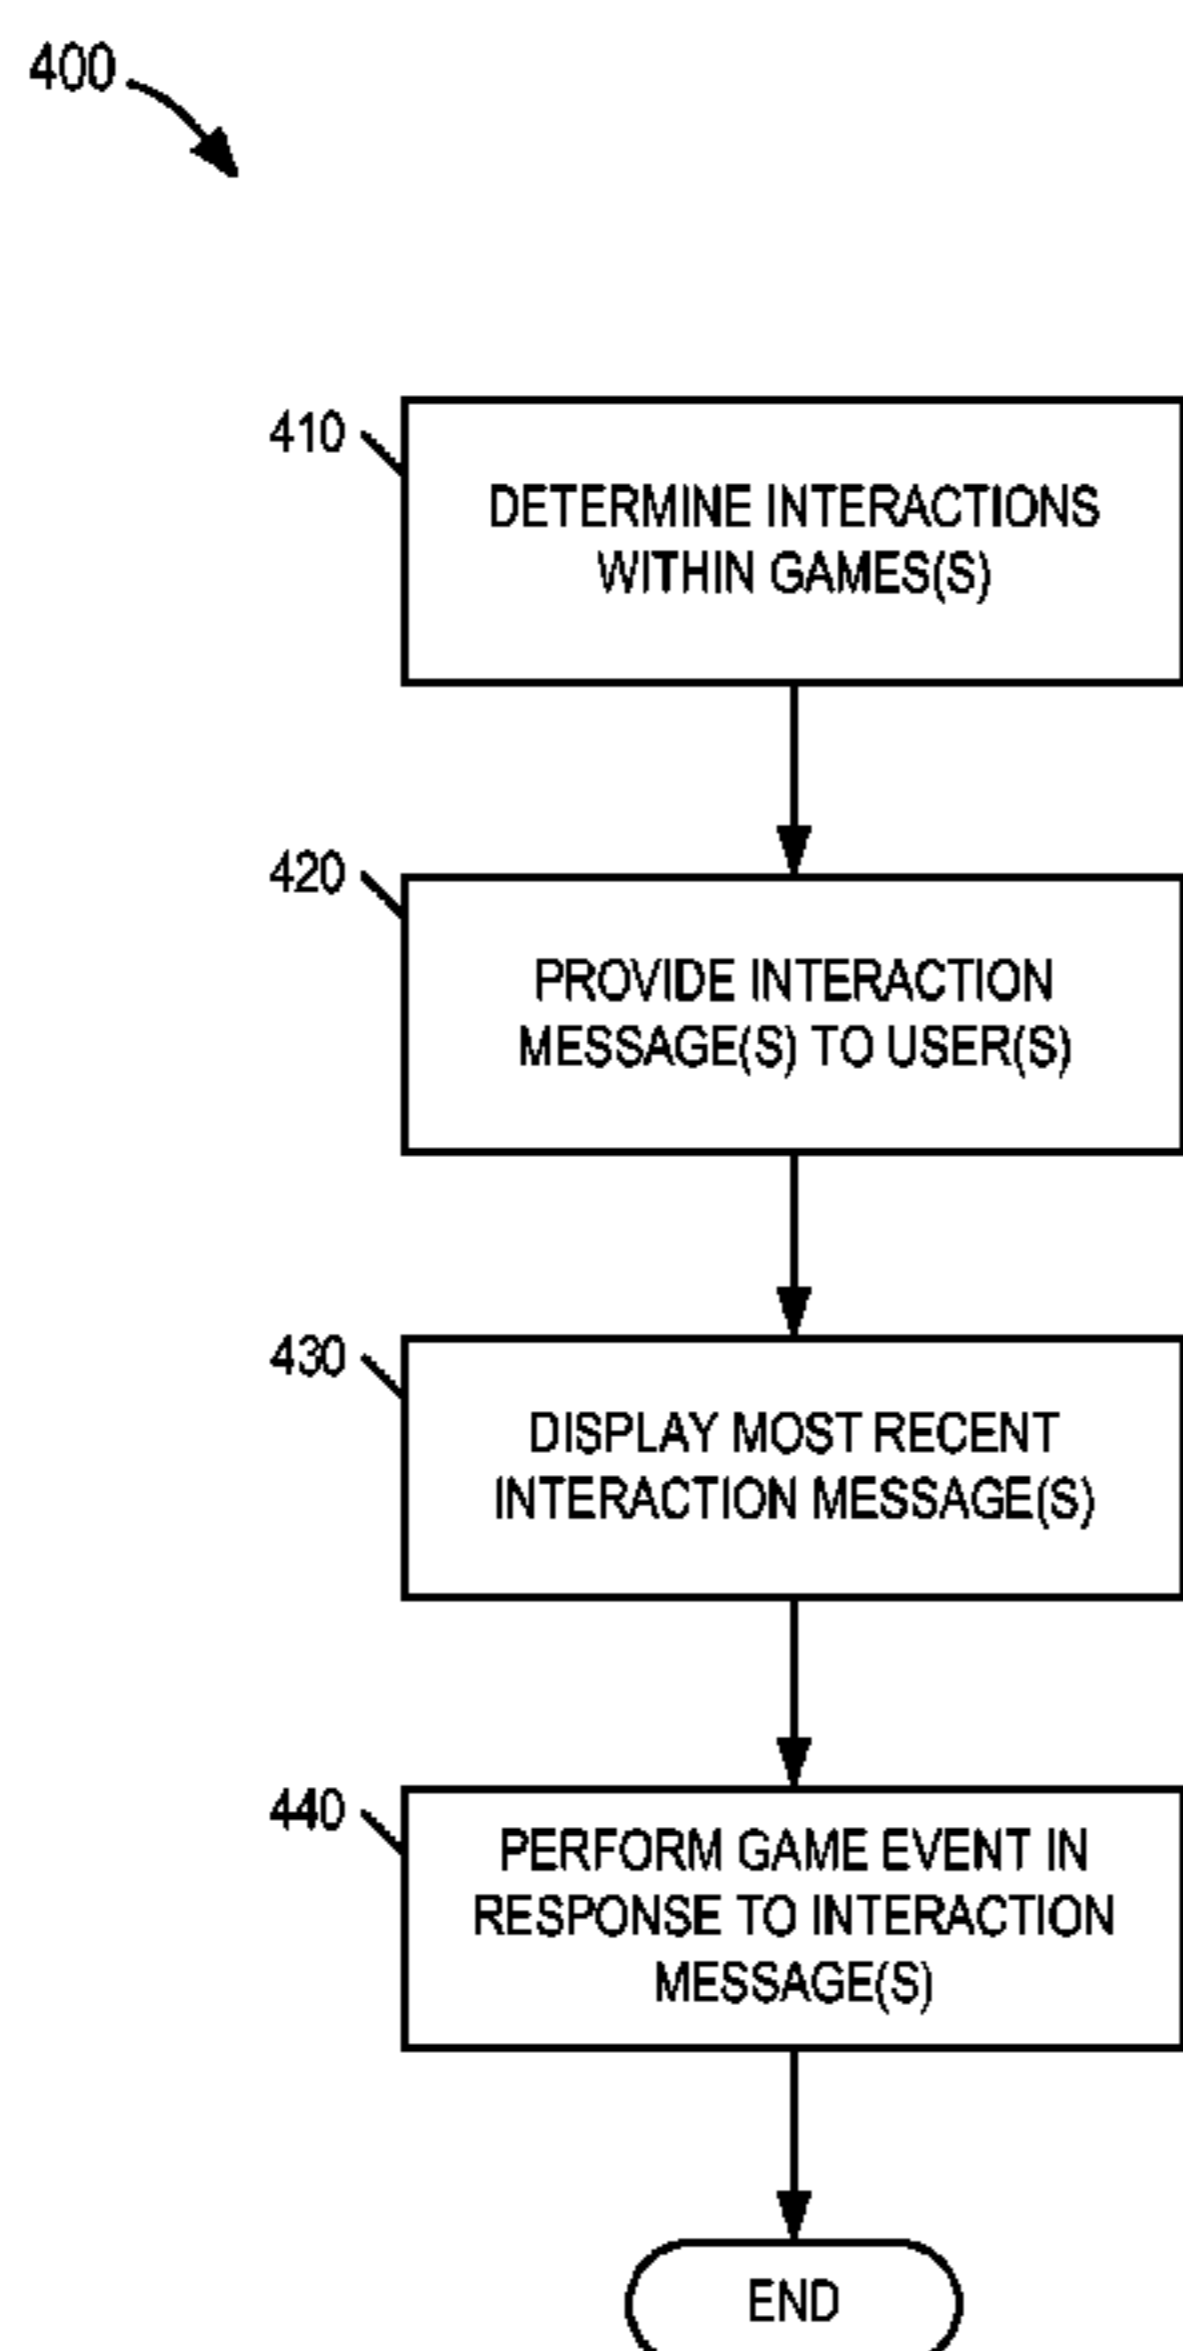 400
410
DETERMINE INTERACTIONS
WITHIN GAMES(S)
420
PROVIDE INTERACTION
MESSAGE(S) TO USER(S)
430
DISPLAY MOST RECENT
INTERACTION MESSAGE(S)
440
PERFORM GAME EVENT IN
RESPONSE TO INTERACTION
MESSAGE(S)
END